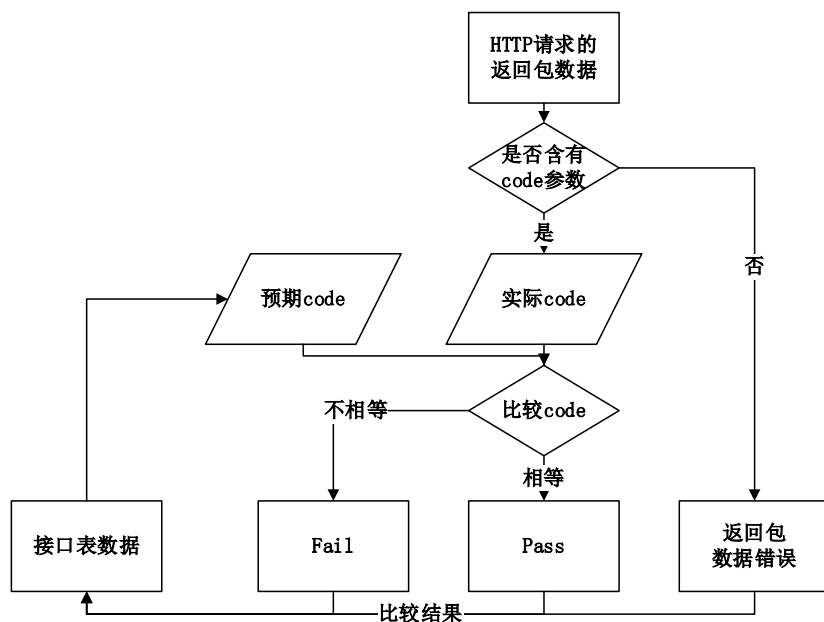 HTTP请求的
返回包数据
是否含有
code参数
是
否
预期code
实际code
比较code
不相等
相等
接口表数据
Fail
Pass
返回包
数据错误
比较结果